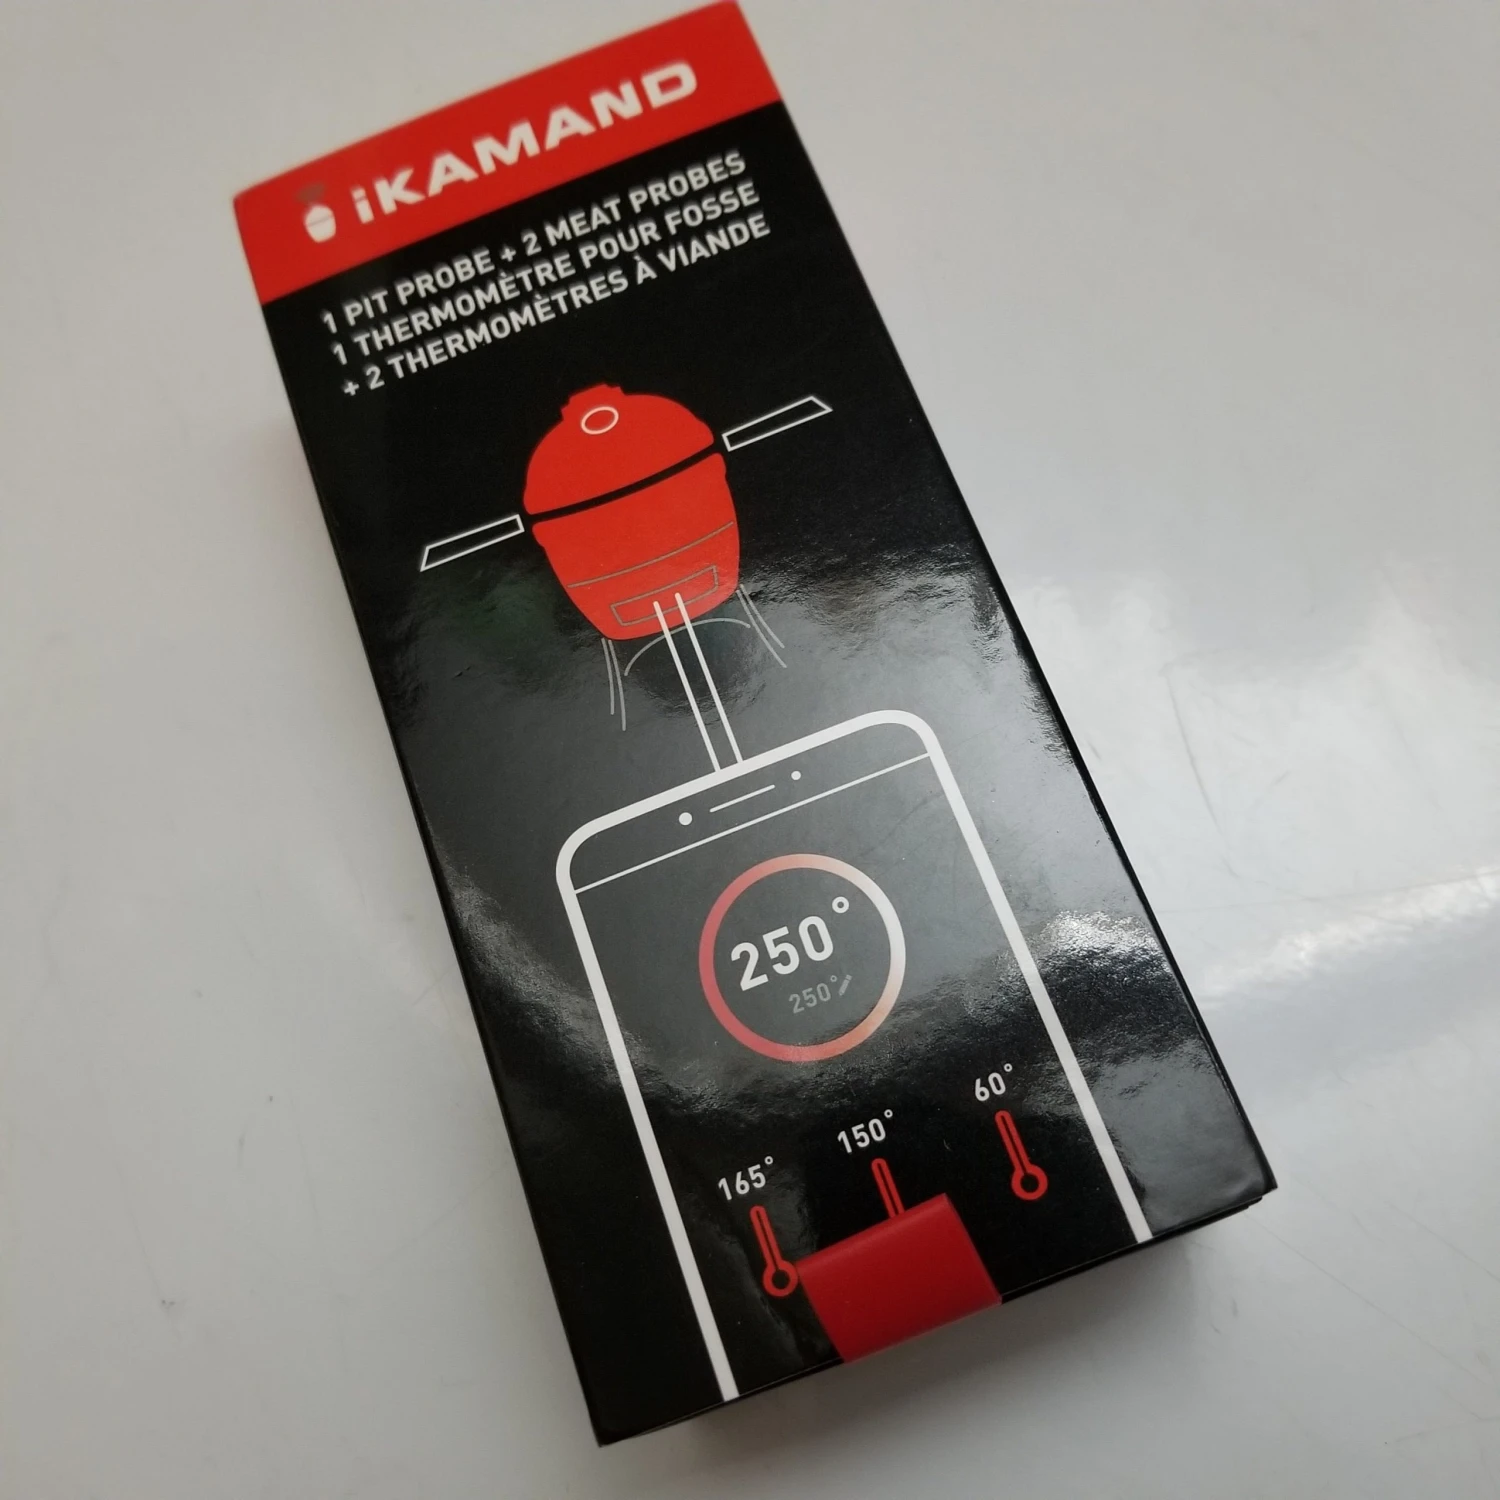 iKAMAND
1 PIT PROBE + 2 MEAT PROBES
1 THERMOMÈTRE POUR FOSSE
+ 2 THERMOMÈTRES À VIANDE
250°
250°
165°
150°
60°